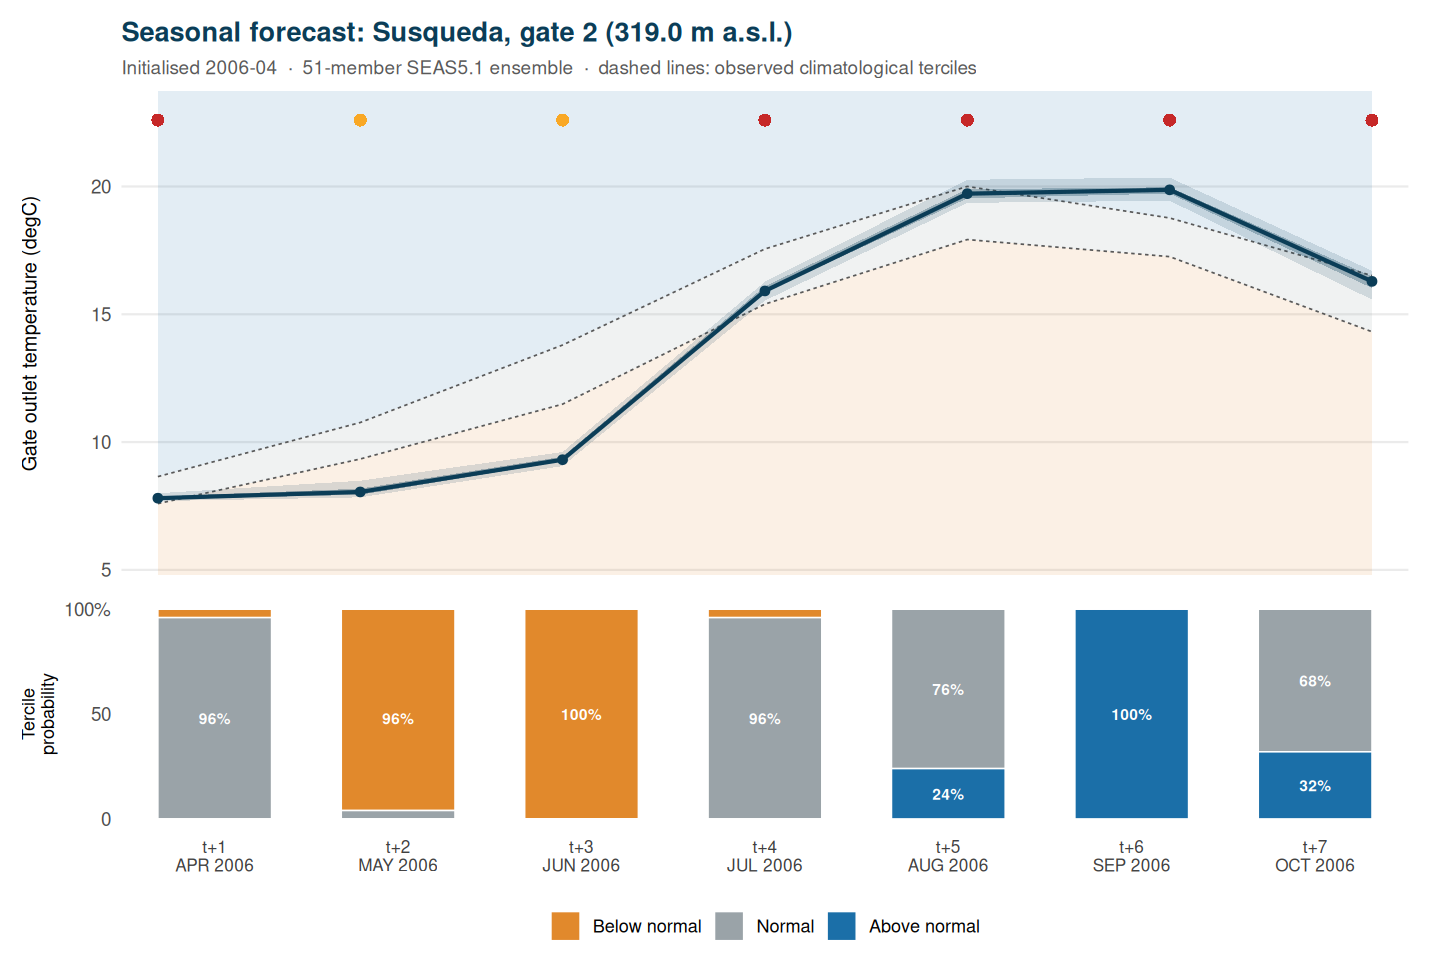 Seasonal forecast: Susqueda, gate 2 (319.0 m a.s.l.)
Initialised 2006-04 · 51-member SEAS5.1 ensemble · dashed lines: observed climatological terciles
Gate outlet temperature (degC)
20
15
10
5
Tercile
probability
100%
50
0
96%
96%
100%
96%
76%
24%
100%
68%
32%
t+1
APR 2006
t+2
MAY 2006
t+3
JUN 2006
t+4
JUL 2006
t+5
AUG 2006
t+6
SEP 2006
t+7
OCT 2006
Below normal
Normal
Above normal